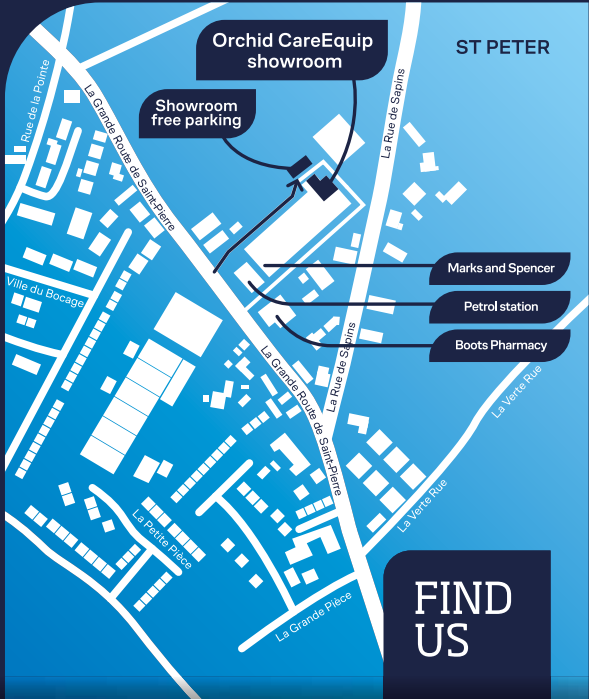 Orchid CareEquip
showroom
ST PETER
Showroom
free parking
Rue de la Pointe
La Grande Route de Saint-Pierre
La Rue de Sapins
Marks and Spencer
Ville du Bocage
Petrol station
Boots Pharmacy
La Grande Route de Saint-Pierre
La Rue de Sapins
La Verte Rue
La Verte Rue
La Petite Pièce
La Grande Pièce
FIND
US